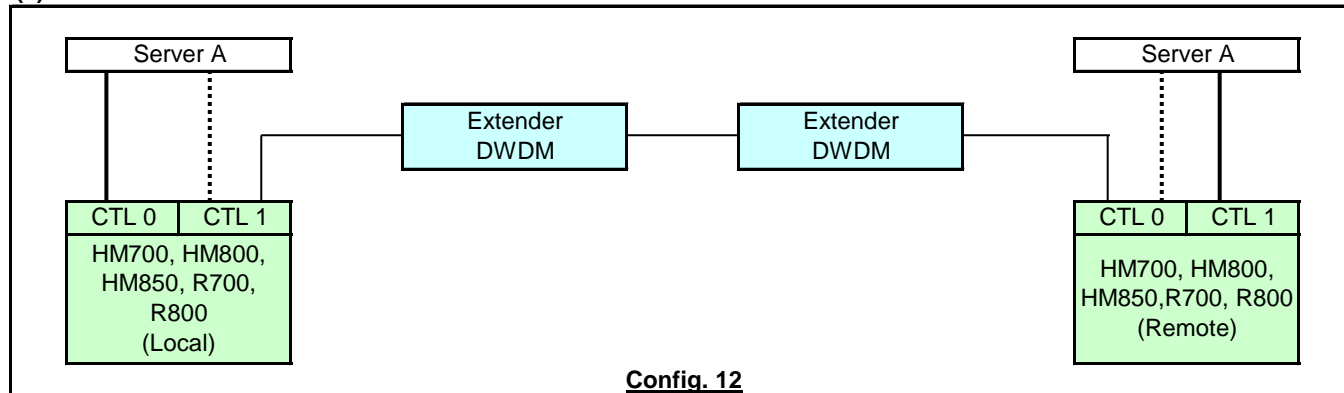 Server A
Server A
Extender
DWDM
Extender
DWDM
CTL 0
CTL 1
CTL 0
CTL 1
HM700, HM800,
HM850, R700,
R800
(Local)
HM700, HM800,
HM850,R700, R800
(Remote)
Config. 12